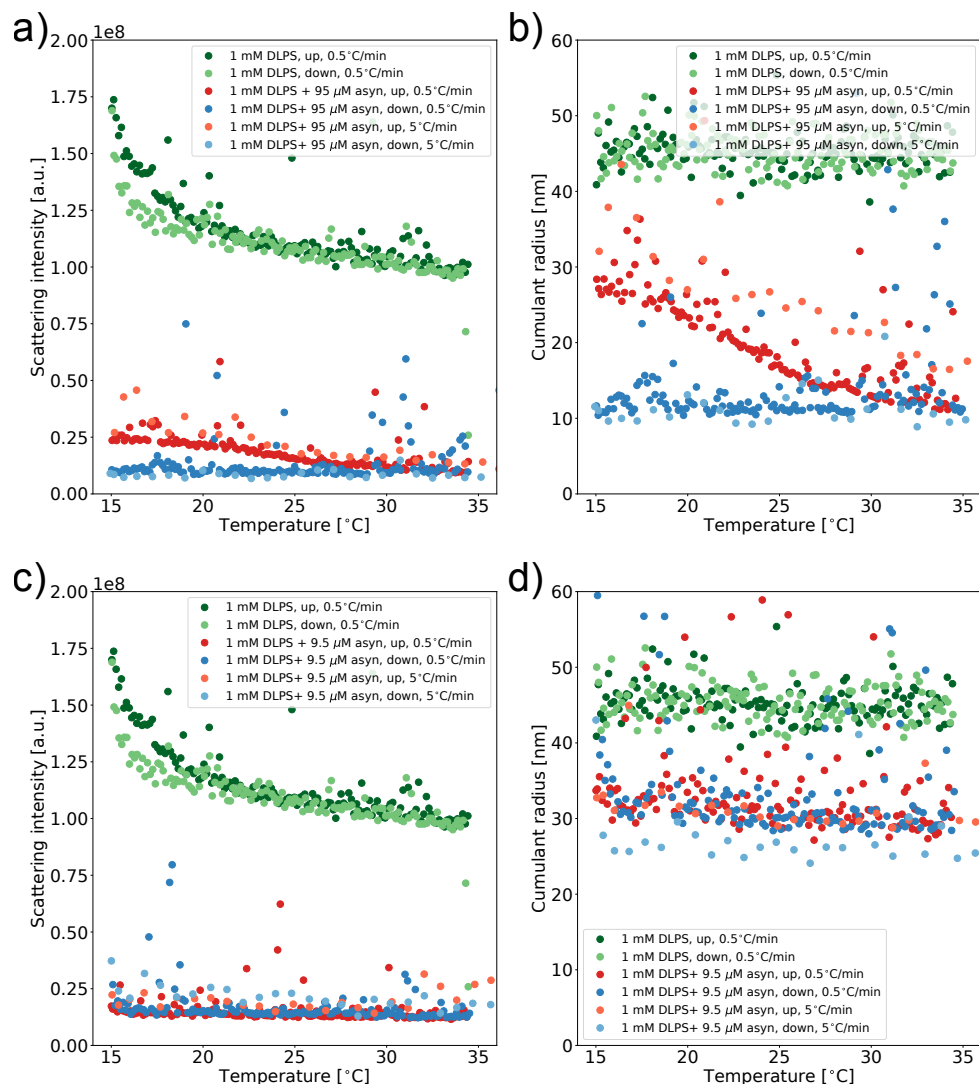 a)
1e8
2.00
1.75
1.50
1.25
1.00
0.75
0.50
0.25
0.00
Scattering intensity [a.u.]
1 mM DLPS, up, 0.5°C/min
1 mM DLPS, down, 0.5°C/min
1 mM DLPS + 95 μM asyn, up, 0.5°C/min
1 mM DLPS+ 95 μM asyn, down, 0.5°C/min
1 mM DLPS+ 95 μM asyn, up, 5°C/min
1 mM DLPS+ 95 μM asyn, down, 5°C/min
15 20 25 30 35
Temperature [°C]
b)
60
50
40
30
20
10
0
Cumulant radius [nm]
1 mM DLPS, up, 0.5°C/min
1 mM DLPS, down, 0.5°C/min
1 mM DLPS+ 95 μM asyn, up, 0.5°C/min
1 mM DLPS+ 95 μM asyn, down, 0.5°C/min
1 mM DLPS+ 95 μM asyn, up, 5°C/min
1 mM DLPS+ 95 μM asyn, down, 5°C/min
15 20 25 30 35
Temperature [°C]
c)
1e8
2.00
1.75
1.50
1.25
1.00
0.75
0.50
0.25
0.00
Scattering intensity [a.u.]
1 mM DLPS, up, 0.5°C/min
1 mM DLPS, down, 0.5°C/min
1 mM DLPS + 9.5 μM asyn, up, 0.5°C/min
1 mM DLPS+ 9.5 μM asyn, down, 0.5°C/min
1 mM DLPS+ 9.5 μM asyn, up, 5°C/min
1 mM DLPS+ 9.5 μM asyn, down, 5°C/min
15 20 25 30 35
Temperature [°C]
d)
60
50
40
30
20
10
0
Cumulant radius [nm]
1 mM DLPS, up, 0.5°C/min
1 mM DLPS, down, 0.5°C/min
1 mM DLPS+ 9.5 μM asyn, up, 0.5°C/min
1 mM DLPS+ 9.5 μM asyn, down, 0.5°C/min
1 mM DLPS+ 9.5 μM asyn, up, 5°C/min
1 mM DLPS+ 9.5 μM asyn, down, 5°C/min
15 20 25 30 35
Temperature [°C]